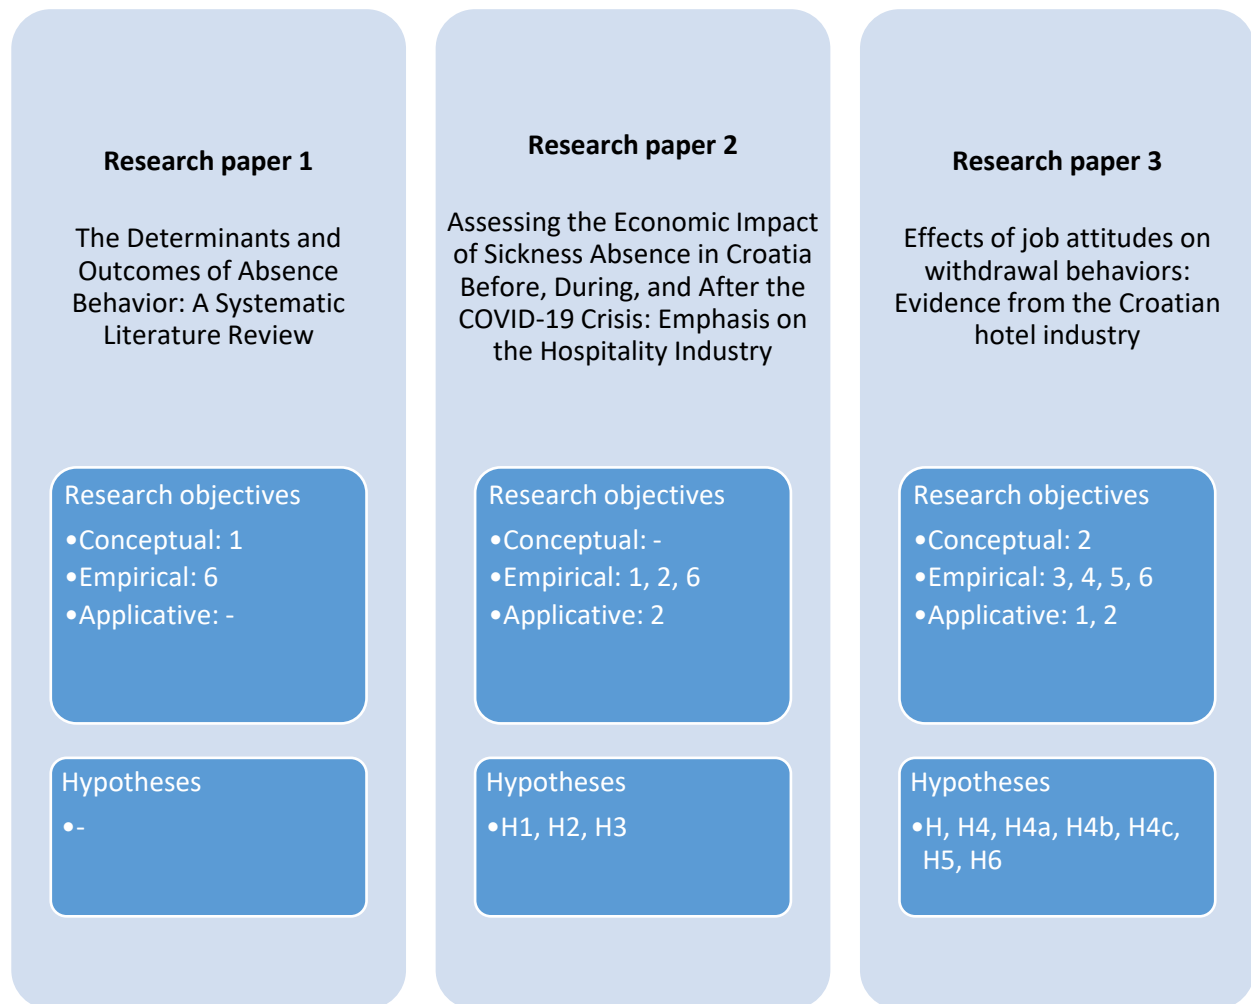 Research paper 1
The Determinants and
Outcomes of Absence
Behavior: A Systematic
Literature Review
Research objectives
•Conceptual: 1
•Empirical: 6
•Applicative: -
Hypotheses
•-
Research paper 2
Assessing the Economic Impact
of Sickness Absence in Croatia
Before, During, and After the
COVID-19 Crisis: Emphasis on
the Hospitality Industry
Research objectives
•Conceptual: -
•Empirical: 1, 2, 6
•Applicative: 2
Hypotheses
•H1, H2, H3
Research paper 3
Effects of job attitudes on
withdrawal behaviors:
Evidence from the Croatian
hotel industry
Research objectives
•Conceptual: 2
•Empirical: 3, 4, 5, 6
•Applicative: 1, 2
Hypotheses
•H, H4, H4a, H4b, H4c,
H5, H6